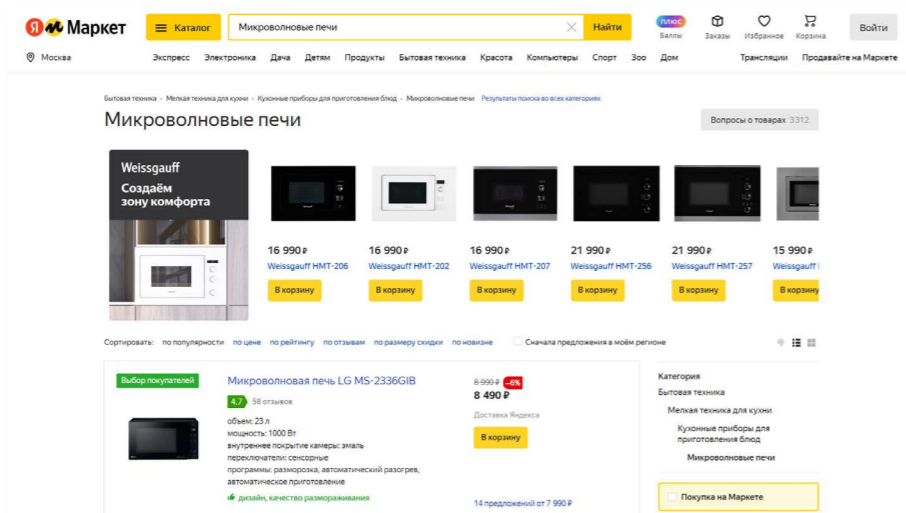 Я Маркет
Каталог
Микроволновые печи
Найти
плюс
Баллы
Заказы
Избранное
Корзина
Войти
Москва
Экспресс Электроника Дача Детям Продукты Бытовая техника Красота Компьютеры Спорт Зоо Дом Трансляции Продавайте на Маркете
Бытовая техника - Мелкая техника для кухни - Кухонные приборы для приготовления блюд - Микроволновые печи Результаты поиска во всех категориях
Микроволновые печи
Вопросы о товарах 3312
Weissgauff
Создаём
зону комфорта
16 990 ₽ 16 990 ₽ 16 990 ₽ 21 990 ₽ 21 990 ₽ 15 990 ₽
Weissgauff HMT-206 Weissgauff HMT-202 Weissgauff HMT-207 Weissgauff HMT-256 Weissgauff HMT-257 Weissgauff
В корзину В корзину В корзину В корзину В корзину В корзину
Сортировать: по популярности по цене по рейтингу по отзывам по размеру скидки по новизне Сначала предложения в моём регионе
Выбор покупателей
Микроволновая печь LG MS-2336GIB
4.7 58 отзывов
объем: 23 л
мощность: 1000 Вт
внутреннее покрытие камеры: эмаль
переключатели: сенсорные
программы: разморозка, автоматический разогрев,
автоматическое приготовление
дизайн, качество размораживания
8 990 ₽ –6%
8 490 ₽
Доставка Яндекса
В корзину
14 предложений от 7 990 ₽
Категория
Бытовая техника
Мелкая техника для кухни
Кухонные приборы для
приготовления блюд
Микроволновые печи
Покупка на Маркете